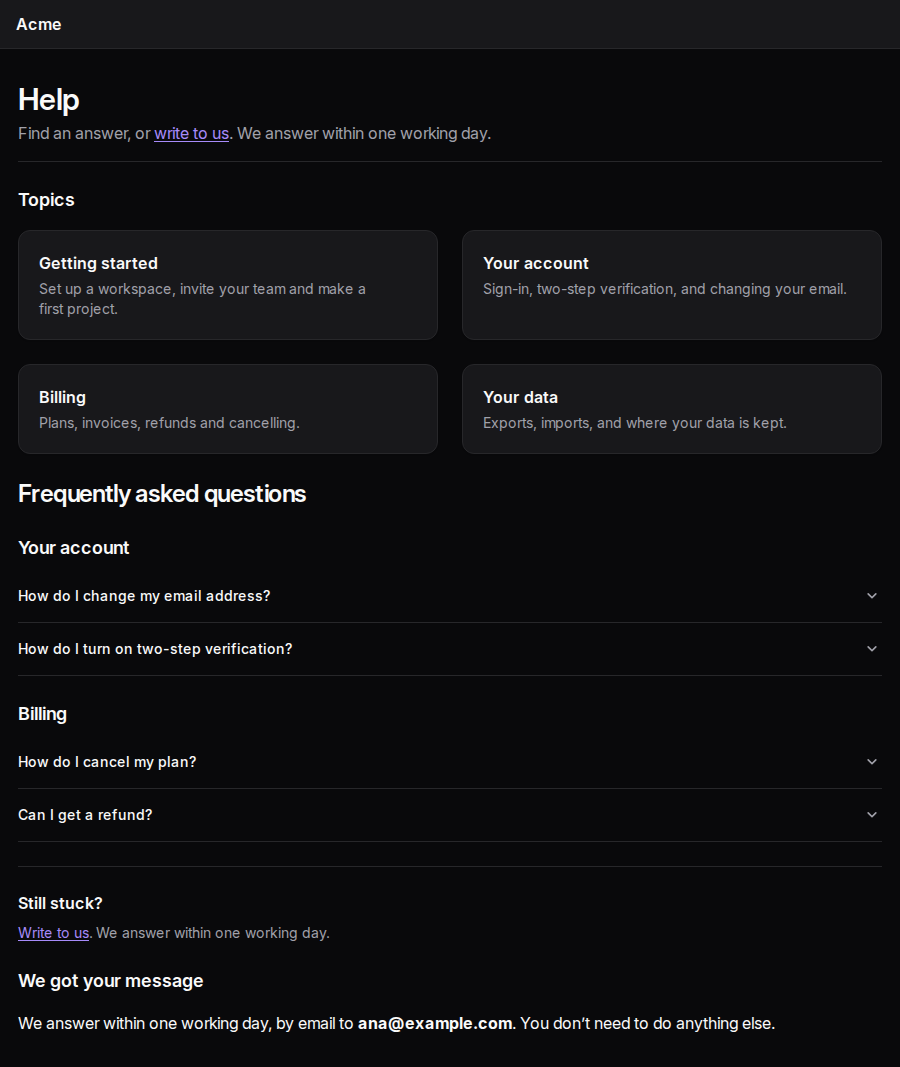 Acme
Help
Find an answer, or write to us. We answer within one working day.
Topics
Getting started
Set up a workspace, invite your team and make a
first project.
Your account
Sign-in, two-step verification, and changing your email.
Billing
Plans, invoices, refunds and cancelling.
Your data
Exports, imports, and where your data is kept.
Frequently asked questions
Your account
How do I change my email address?
How do I turn on two-step verification?
Billing
How do I cancel my plan?
Can I get a refund?
Still stuck?
Write to us. We answer within one working day.
We got your message
We answer within one working day, by email to ana@example.com. You don’t need to do anything else.